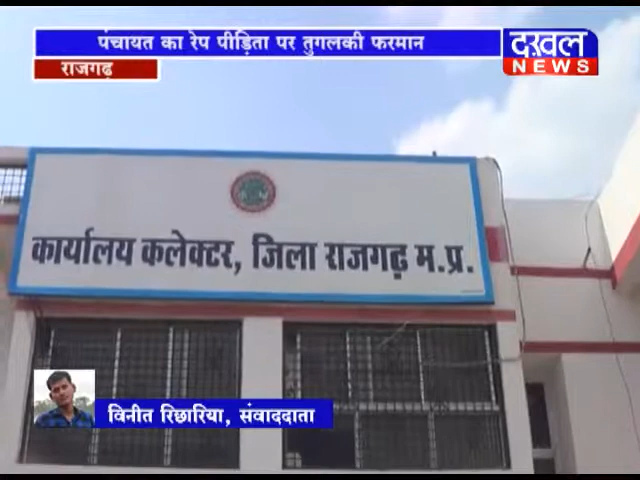 पंचायत का रेप पीड़िता पर तुगलकी फरमान
दखल
NEWS
राजगढ़
कार्यालय कलेक्टर, जिला राजगढ़ म.प्र.
विनीत रिछारिया, संवाददाता